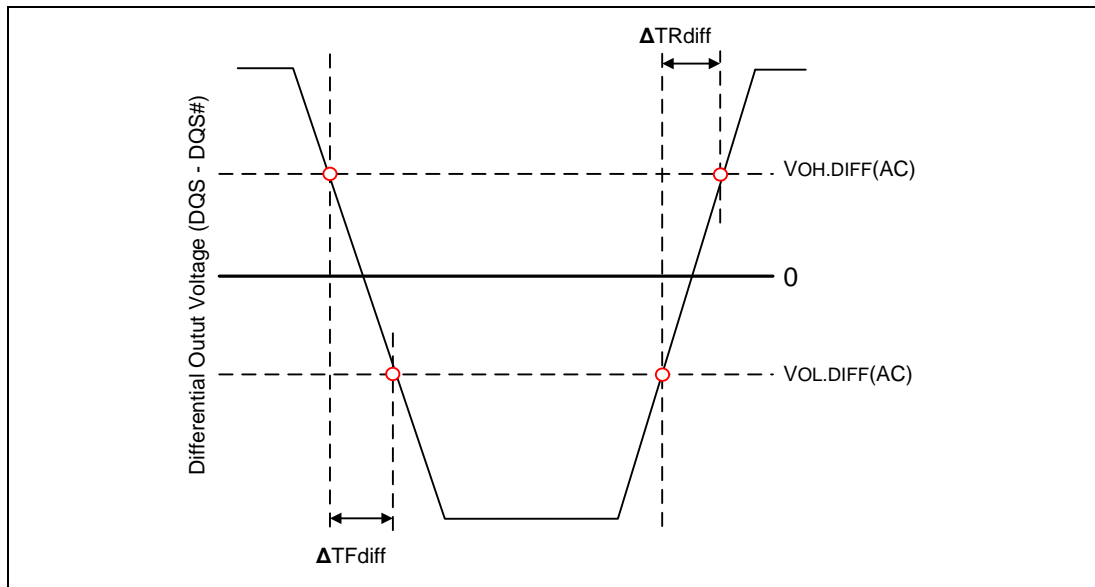 ΔTRdiff
Differential Outut Voltage (DQS - DQS#)
VOH.DIFF(AC)
0
VOL.DIFF(AC)
ΔTFdiff